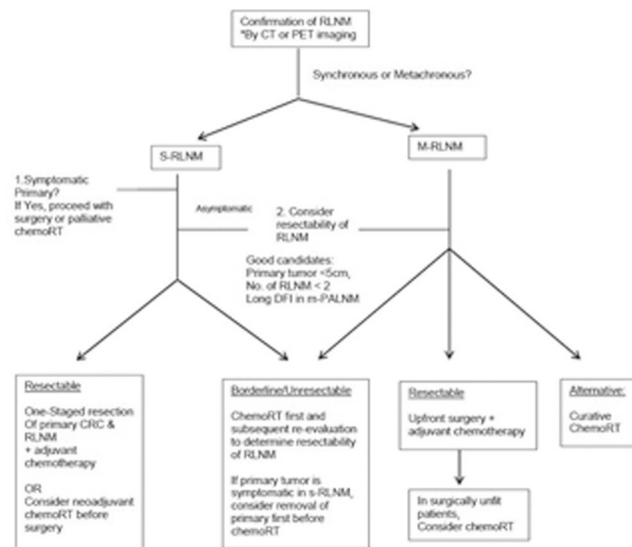 Confirmation of RLNM
*By CT or PET imaging
Synchronous or Metachronous?
S-RLNM
M-RLNM
1.Symptomatic
Primary?
If Yes, proceed with
surgery or palliative
chemoRT
Asymptomatic
2. Consider
resectability of
RLNM
Good candidates:
Primary tumor <5cm,
No. of RLNM < 2
Long DFI in m-PALNM
Resectable
One-Staged resection
Of primary CRC &
RLNM
+ adjuvant
chemotherapy
OR
Consider neoadjuvant
chemoRT before
surgery
Borderline/Unresectable
ChemoRT first and
subsequent re-evaluation
to determine resectability
of RLNM
If primary tumor is
symptomatic in s-RLNM,
consider removal of
primary first before
chemoRT
Resectable
Upfront surgery +
adjuvant chemotherapy
In surgically unfit
patients,
Consider chemoRT
Alternative:
Curative
ChemoRT